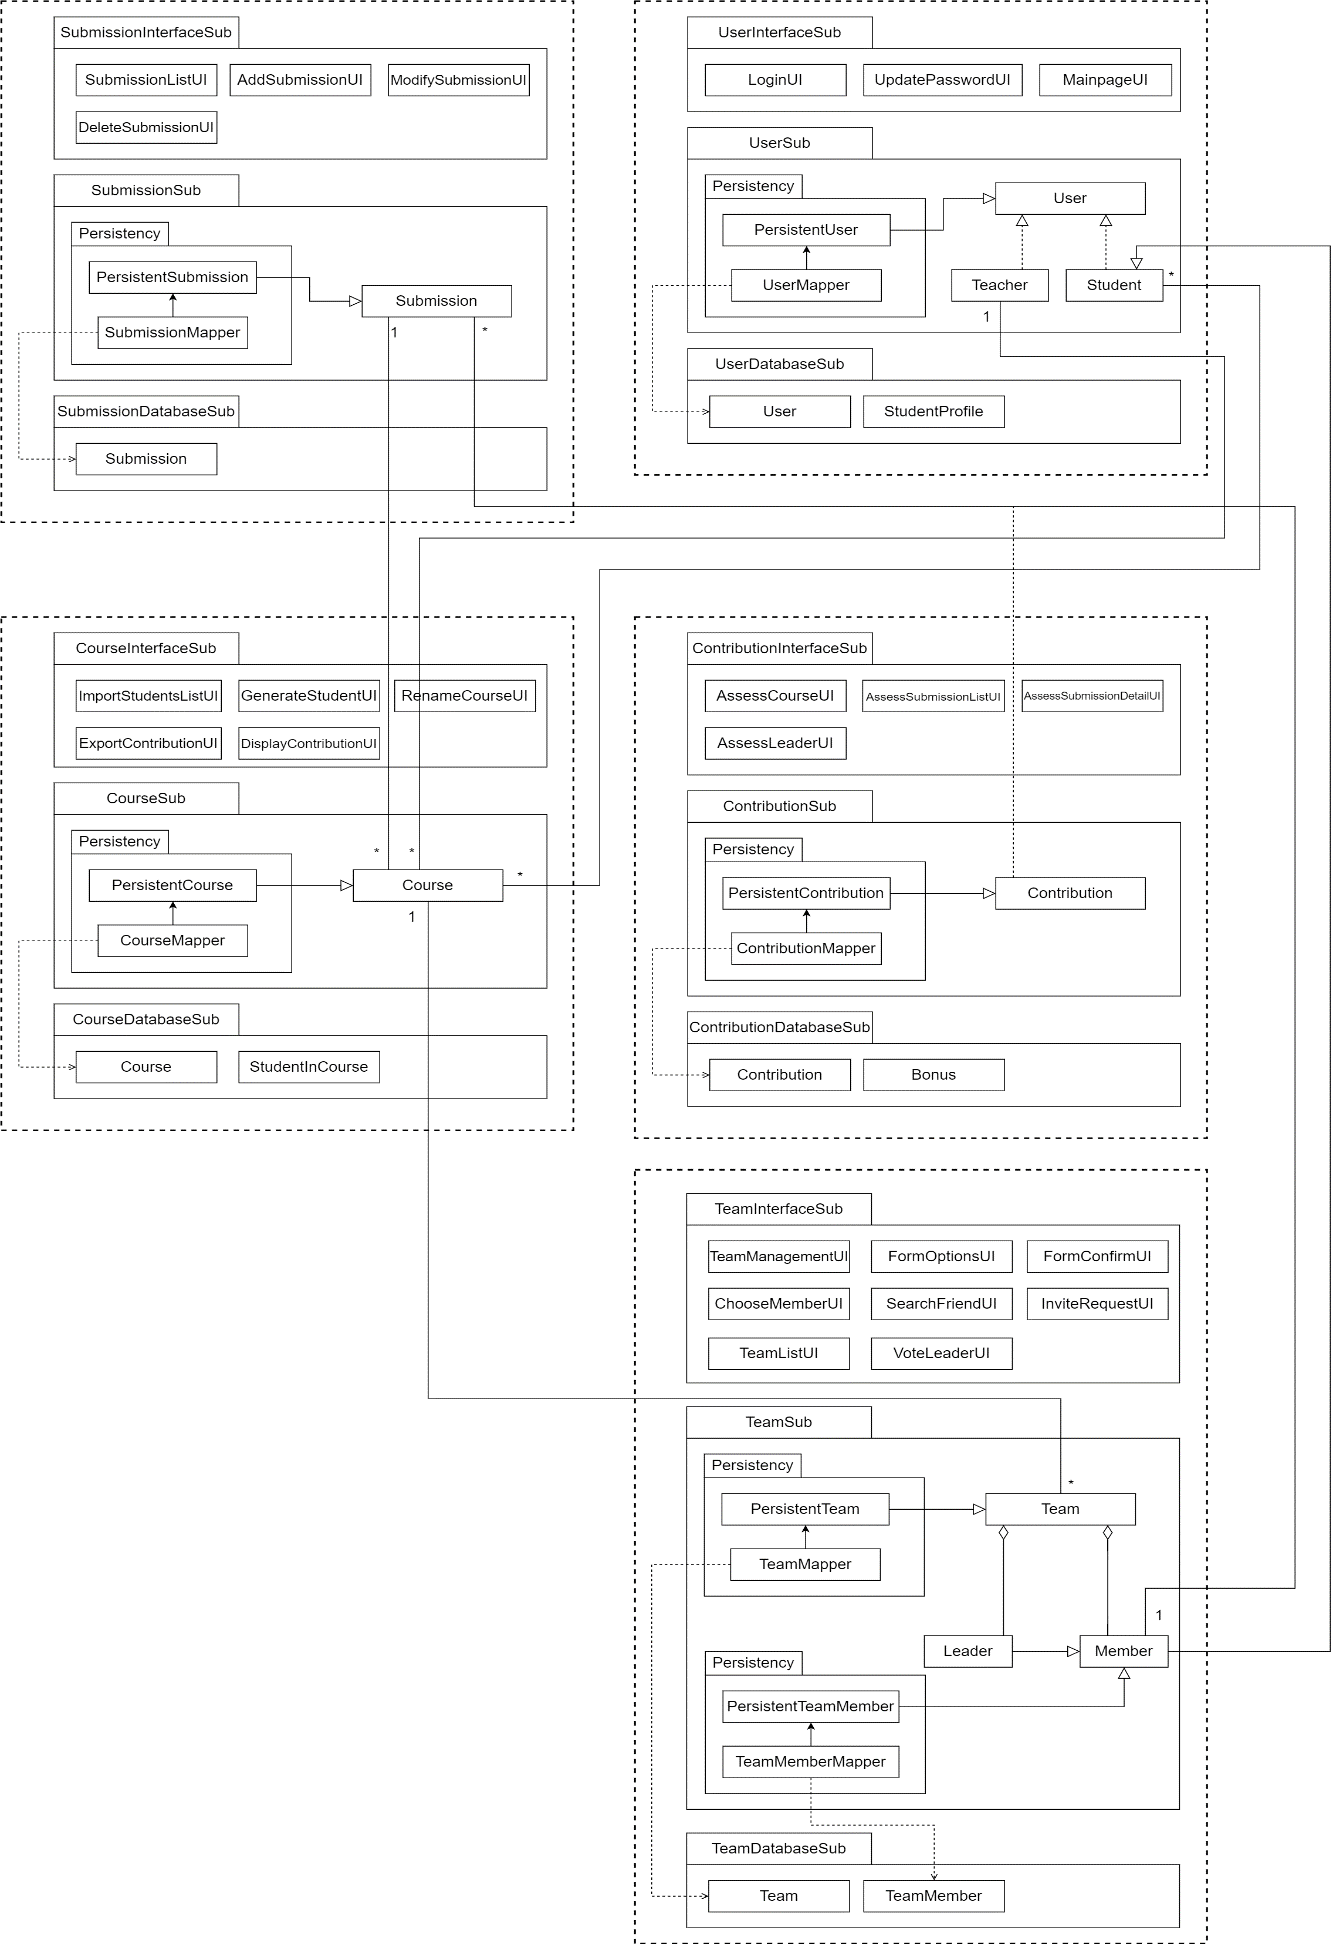 SubmissionInterfaceSub
SubmissionListUI
AddSubmissionUI
ModifySubmissionUI
DeleteSubmissionUI
SubmissionSub
Persistency
PersistentSubmission
Submission
SubmissionMapper
1
*
SubmissionDatabaseSub
Submission
UserInterfaceSub
LoginUI
UpdatePasswordUI
MainpageUI
UserSub
Persistency
User
PersistentUser
UserMapper
Teacher
Student
*
1
UserDatabaseSub
User
StudentProfile
CourseInterfaceSub
ImportStudentsListUI
GenerateStudentUI
RenameCourseUI
ExportContributionUI
DisplayContributionUI
CourseSub
Persistency
*
*
*
PersistentCourse
Course
1
CourseMapper
CourseDatabaseSub
Course
StudentInCourse
ContributionInterfaceSub
AssessCourseUI
AssessSubmissionListUI
AssessSubmissionDetailUI
AssessLeaderUI
ContributionSub
Persistency
PersistentContribution
Contribution
ContributionMapper
ContributionDatabaseSub
Contribution
Bonus
TeamInterfaceSub
TeamManagementUI
FormOptionsUI
FormConfirmUI
ChooseMemberUI
SearchFriendUI
InviteRequestUI
TeamListUI
VoteLeaderUI
TeamSub
Persistency
*
PersistentTeam
Team
TeamMapper
1
Leader
Member
Persistency
PersistentTeamMember
TeamMemberMapper
TeamDatabaseSub
Team
TeamMember